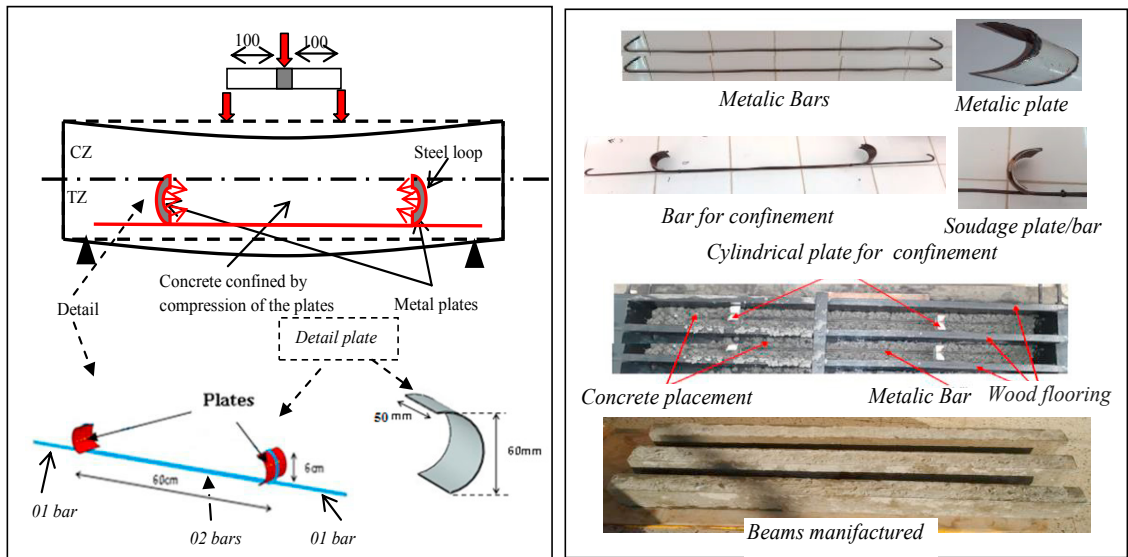 100
100
CZ
TZ
Steel loop
Concrete confined by
compression of the plates
Metal plates
Detail
Detail plate
Plates
50 mm
60mm
6cm
60cm
01 bar
02 bars
01 bar
Metalic Bars
Metalic plate
Bar for confinement
Soudage plate/bar
Cylindrical plate for confinement
Concrete placement
Metalic Bar
Wood flooring
Beams manifactured